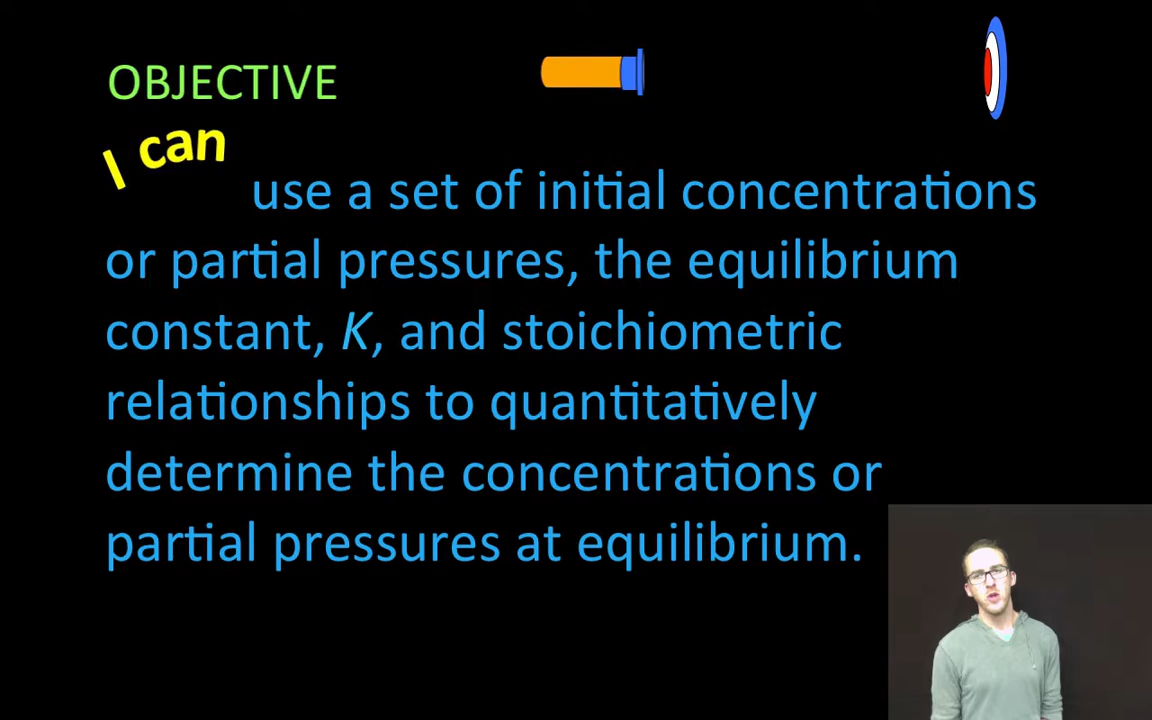 OBJECTIVE
I can
use a set of initial concentrations
or partial pressures, the equilibrium
constant, K, and stoichiometric
relationships to quantitatively
determine the concentrations or
partial pressures at equilibrium.